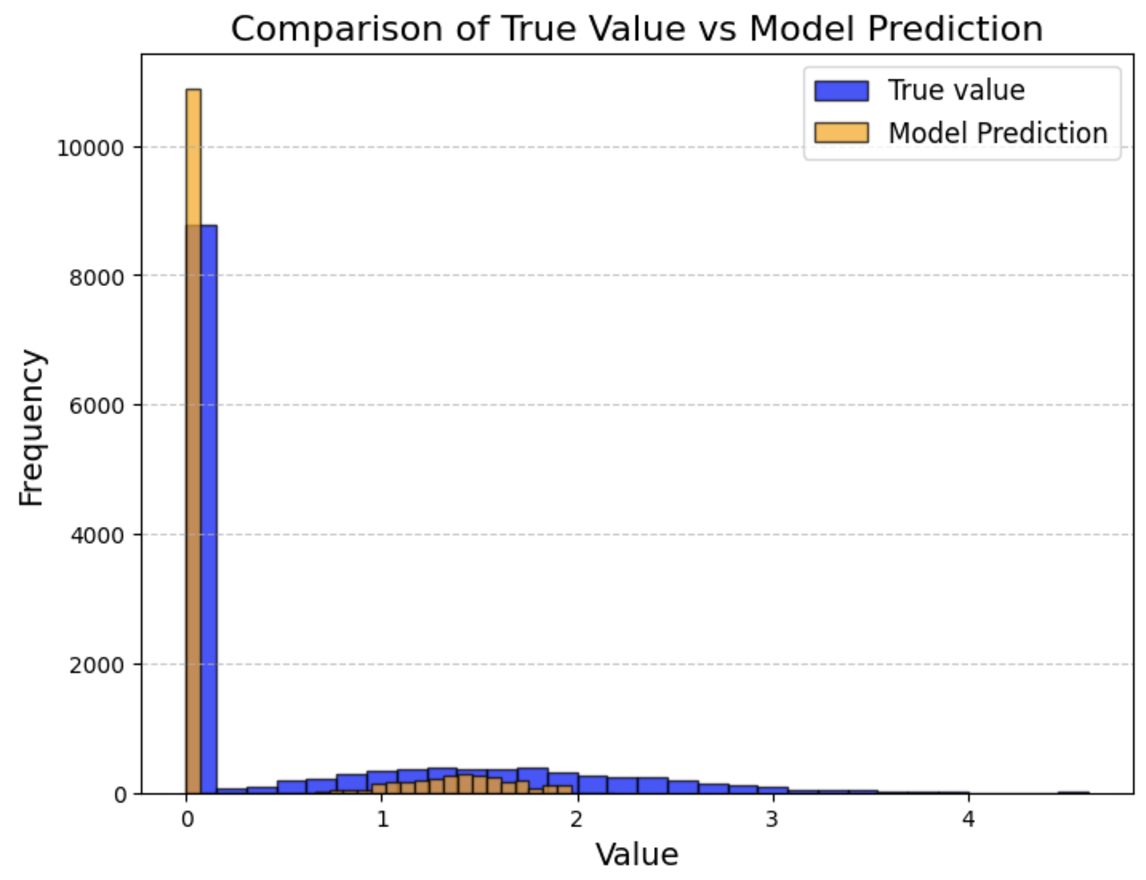 Comparison of True Value vs Model Prediction
True value
Model Prediction
Frequency
10000
8000
6000
4000
2000
0
0 1 2 3 4
Value